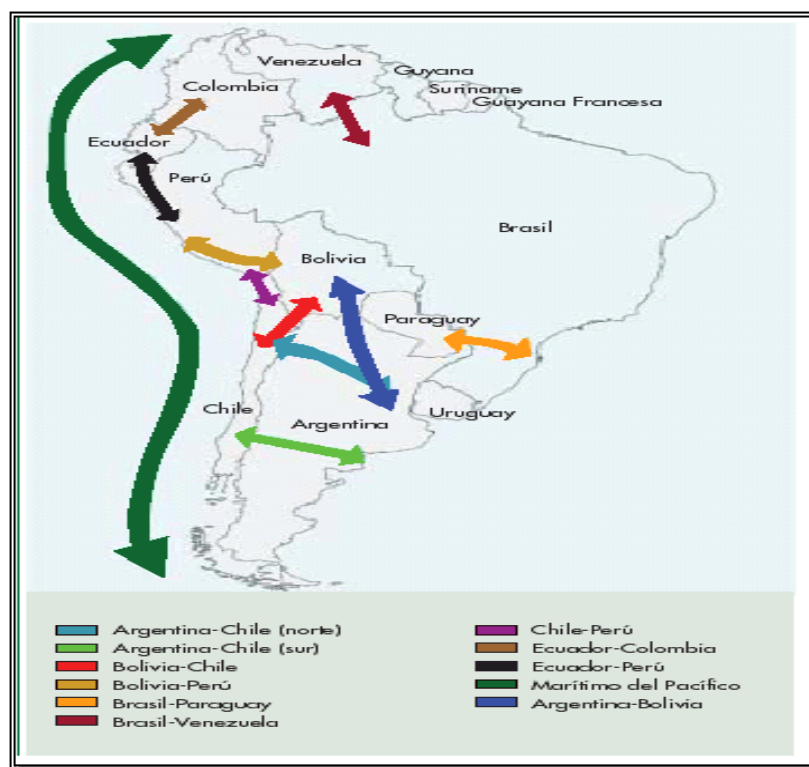 Venezuela
Guyana
Colombia
Suriname
Guayana Francesa
Ecuador
Perú
Brasil
Bolivia
Paraguay
Chile
Uruguay
Argentina
Argentina-Chile (norte)
Argentina-Chile (sur)
Bolivia-Chile
Bolivia-Perú
Brasil-Paraguay
Brasil-Venezuela
Chile-Perú
Ecuador-Colombia
Ecuador-Perú
Marítimo del Pacífico
Argentina-Bolivia